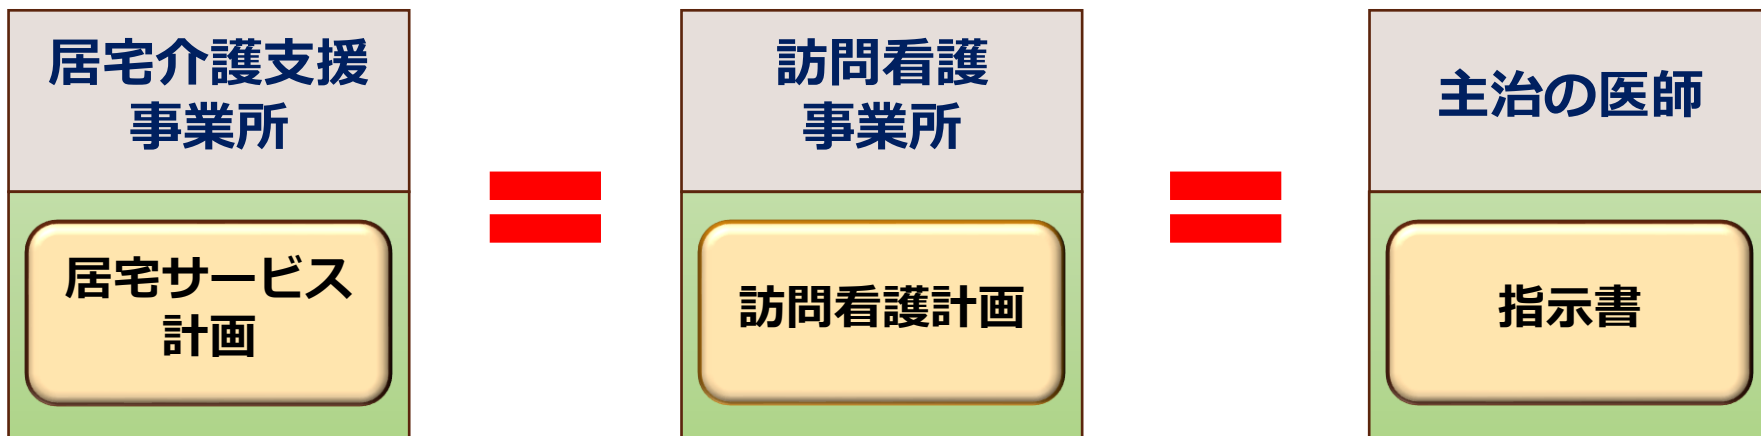 居宅介護支援
事業所
居宅サービス
計画
訪問看護
事業所
訪問看護計画
主治の医師
指示書